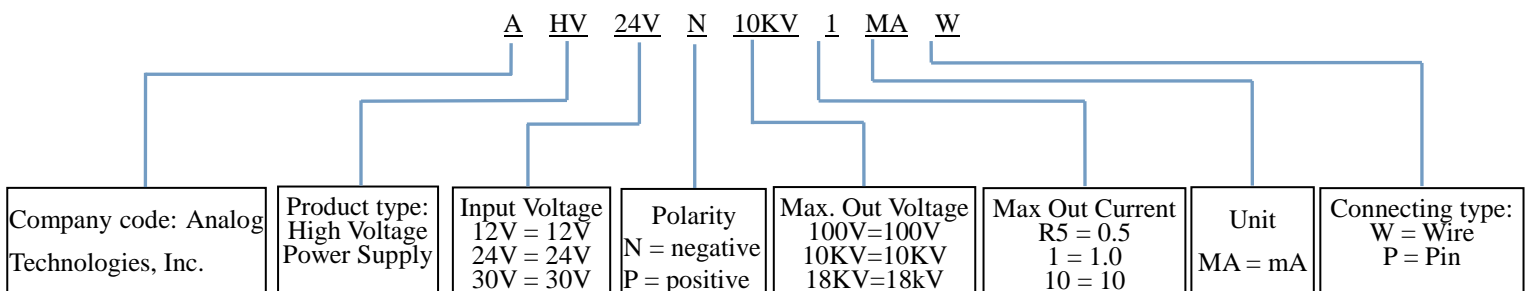 A HV 24V N 10KV 1 MA W
Company code: Analog
Technologies, Inc.
Product type:
High Voltage
Power Supply
Input Voltage
12V = 12V
24V = 24V
30V = 30V
Polarity
N = negative
P = positive
Max. Out Voltage
100V=100V
10KV=10KV
18KV=18kV
Max Out Current
R5 = 0.5
1 = 1.0
10 = 10
Unit
MA = mA
Connecting type:
W = Wire
P = Pin